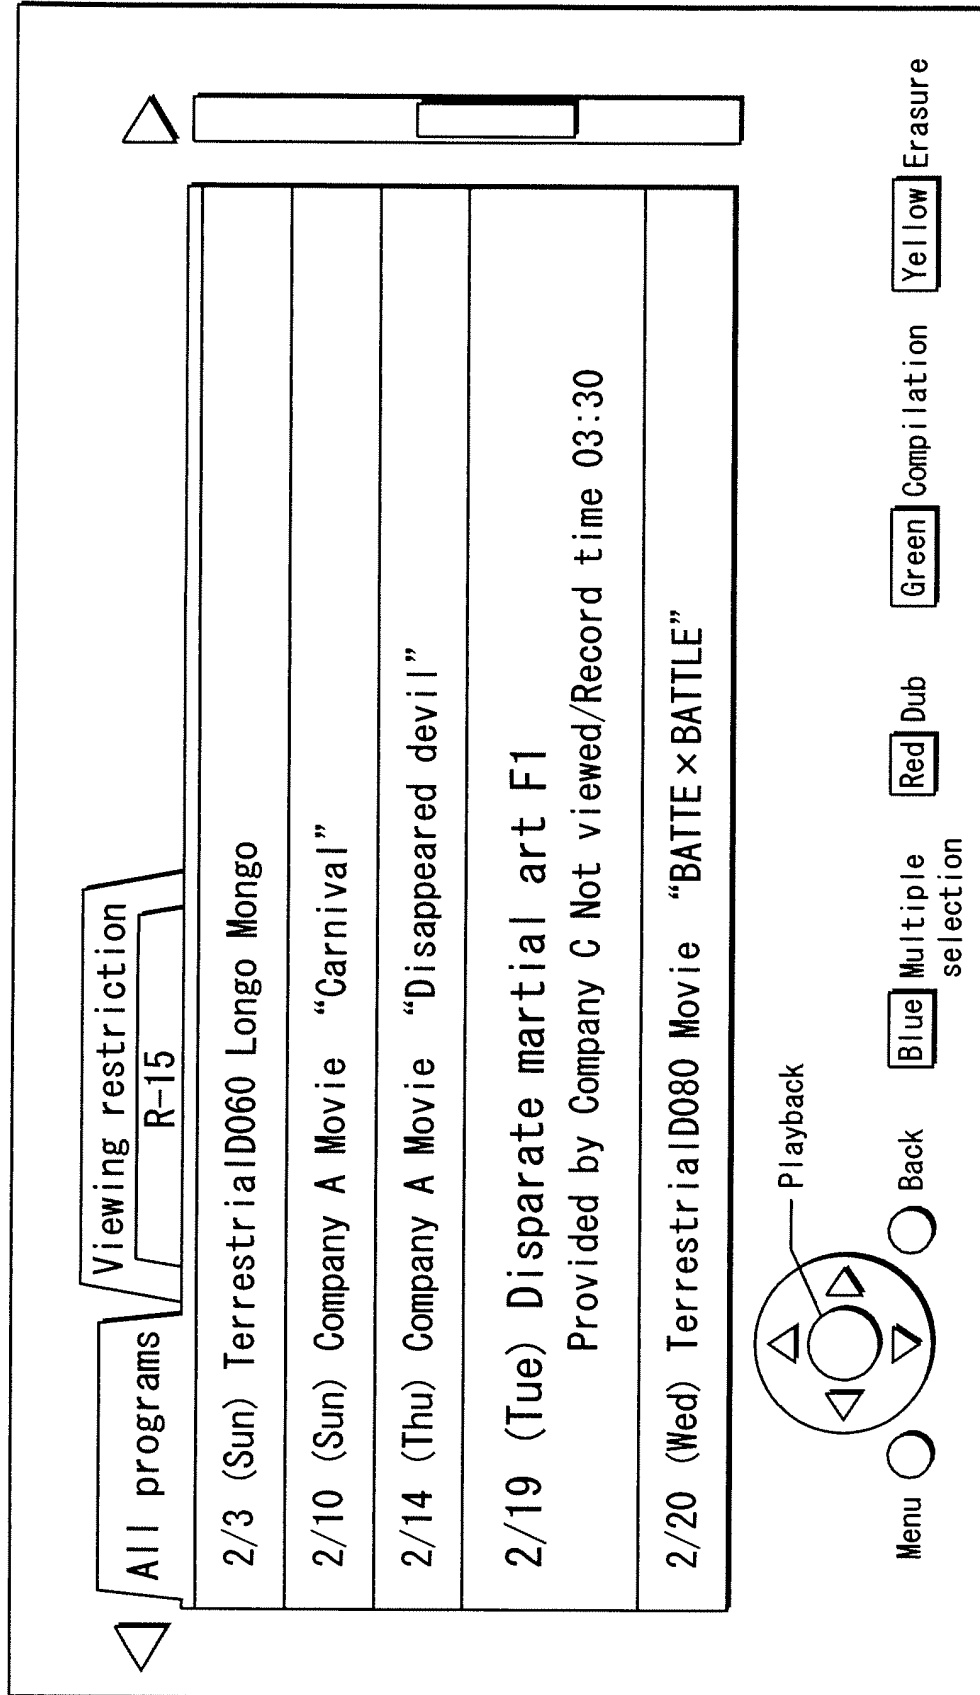 All programs
Viewing restriction
R-15
2/3 (Sun) TerrestrialD060 Longo Mongo
2/10 (Sun) Company A Movie “Carnival”
2/14 (Thu) Company A Movie “Disappeared devil”
2/19 (Tue) Disparate martial art F1
Provided by Company C Not viewed/Record time 03:30
2/20 (Wed) TerrestrialD080 Movie “BATTE×BATTLE”
Playback
Menu
Back
Blue Multiple
selection
Red Dub
Green Compilation
Yellow Erasure